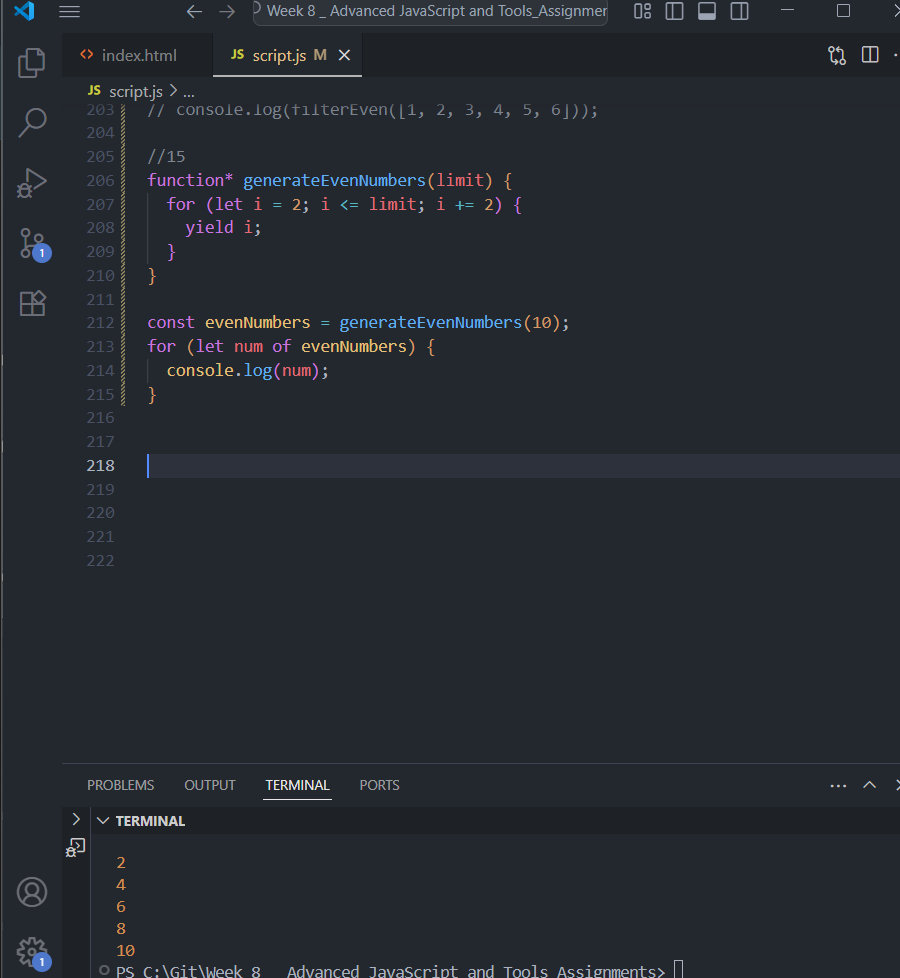 Week 8 _ Advanced JavaScript and Tools_Assignmer
index.html
JS script.js M
JS script.js > ...
203 // console.log(filterEven([1, 2, 3, 4, 5, 6]));
204
205 //15
206 function* generateEvenNumbers(limit) {
207   for (let i = 2; i <= limit; i += 2) {
208     yield i;
209   }
210 }
211
212 const evenNumbers = generateEvenNumbers(10);
213 for (let num of evenNumbers) {
214   console.log(num);
215 }
216
217
218
219
220
221
222
1
PROBLEMS OUTPUT TERMINAL PORTS
TERMINAL
2
4
6
8
10
PS C:\Git\Week 8 _ Advanced JavaScript and Tools_Assignments>
1